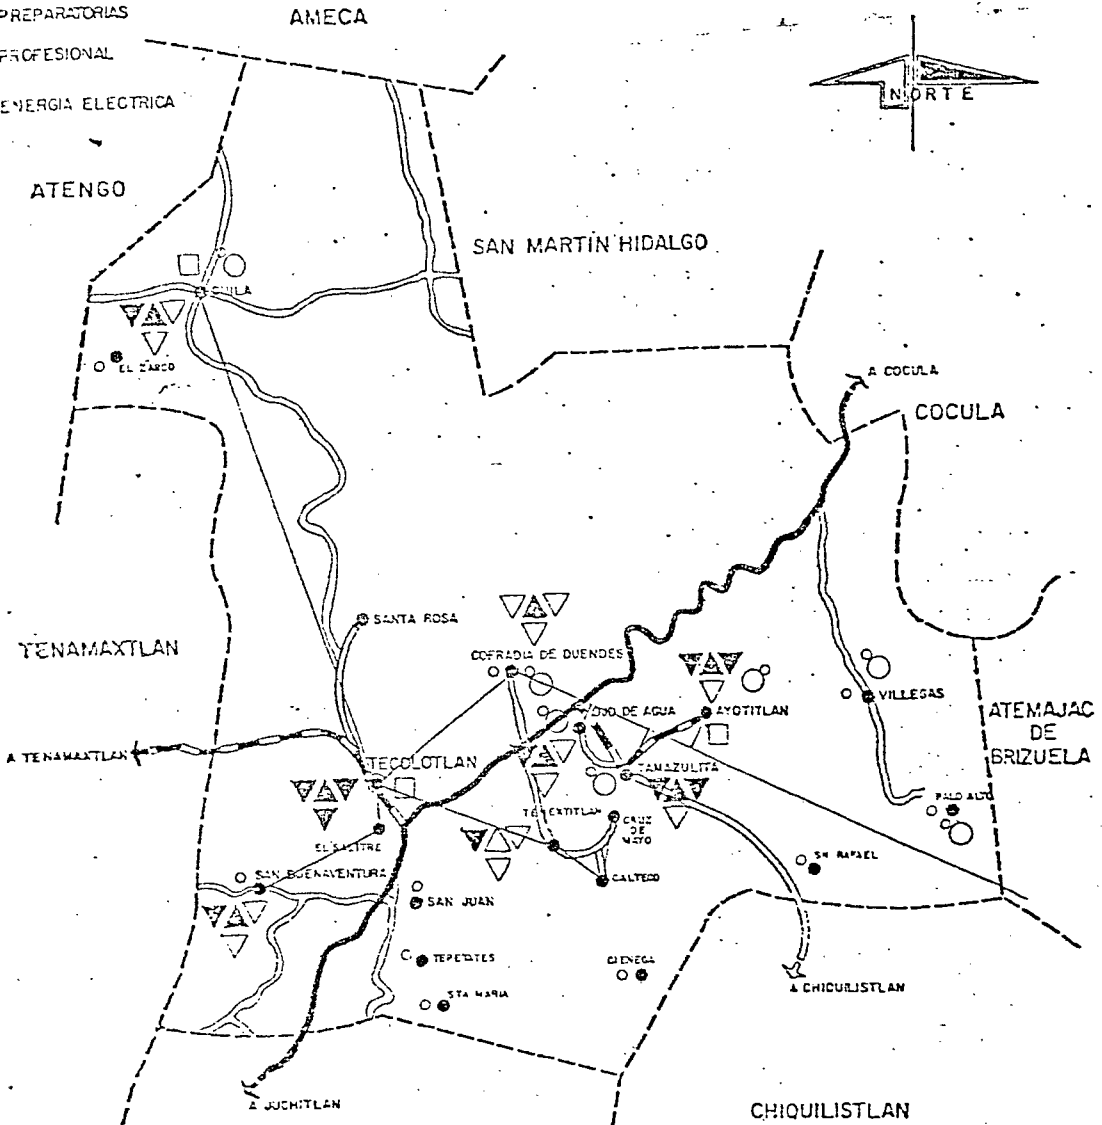 PREPARATORIAS
AMECA
PROFESIONAL
ENERGIA ELECTRICA
NORTE
ATENGO
SAN MARTÍN HIDALGO
QUILA
EL ZARCO
A COCULA
COCULA
SANTA ROSA
TENAMAXTLAN
COFRADIA DE DUENDES
VILLEGAS
OJO DE AGUA
AYOTITLAN
ATEMAJAC
DE
BRIZUELA
A TENAMAXTLAN
TECOLOTLAN
TAMAZULITA
PALO ALTO
CRUZ
DE
MAYO
EL SALITRE
SN RAFAEL
SAN BUENAVENTURA
CALTECO
SAN JUAN
TEPETATES
CIENEGA
STA MARIA
A CHIQUILISTLAN
A JUCHITLAN
CHIQUILISTLAN